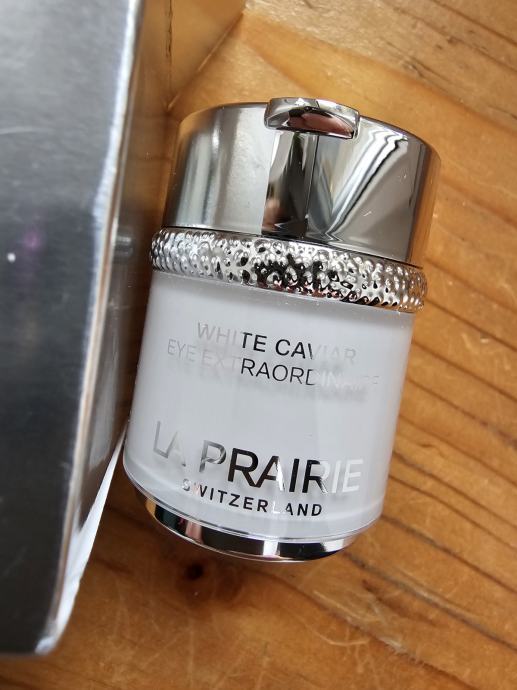 WHITE CAVIAR
EYE EXTRAORDINAIRE
LA PRAIRIE
SWITZERLAND